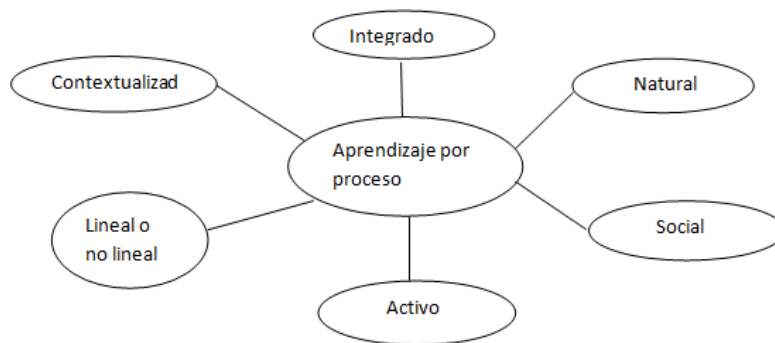 Integrado
Contextualizad
Natural
Aprendizaje por
proceso
Lineal o
no lineal
Social
Activo